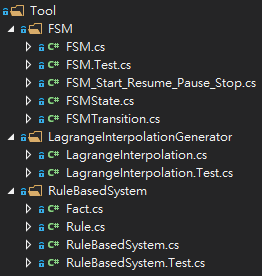 Tool
FSM
C# FSM.cs
C# FSM.Test.cs
C# FSM_Start_Resume_Pause_Stop.cs
C# FSMState.cs
C# FSMTransition.cs
LagrangeInterpolationGenerator
C# LagrangeInterpolation.cs
C# LagrangeInterpolation.Test.cs
RuleBasedSystem
C# Fact.cs
C# Rule.cs
C# RuleBasedSystem.cs
C# RuleBasedSystem.Test.cs